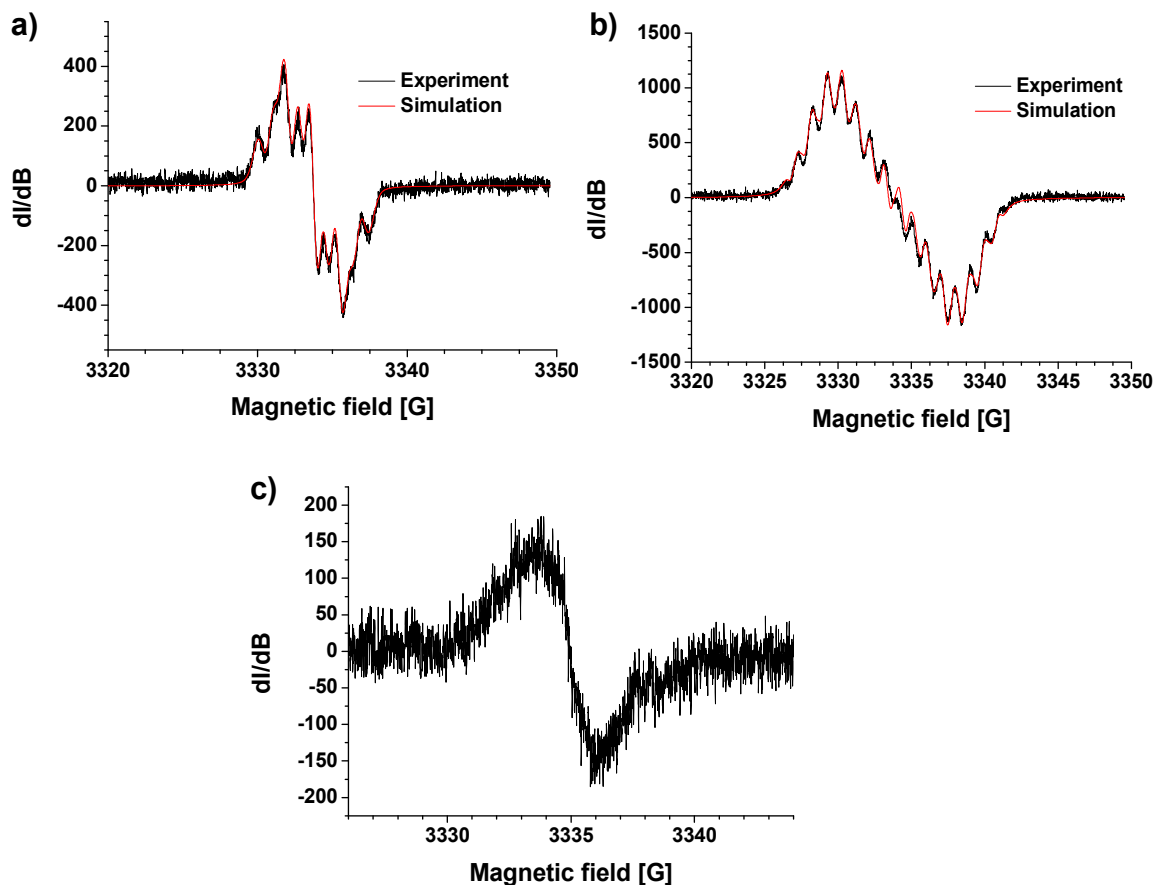 a)
400
200
0
-200
-400
dI/dB
Experiment
Simulation
3320 3330 3340 3350
Magnetic field [G]
b)
1500
1000
500
0
-500
-1000
-1500
dI/dB
Experiment
Simulation
3320 3325 3330 3335 3340 3345 3350
Magnetic field [G]
c)
200
150
100
50
0
-50
-100
-150
-200
dI/dB
3330 3335 3340
Magnetic field [G]